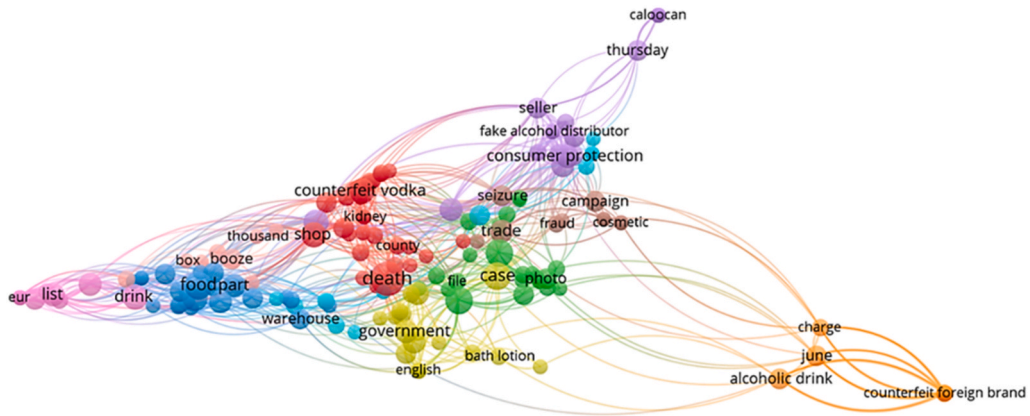 caloocan
thursday
seller
fake alcohol distributor
consumer protection
counterfeit vodka
seizure
campaign
kidney
fraud
cosmetic
thousand
shop
trade
county
box
booze
death
file
case
photo
eur
list
drink
food
part
warehouse
government
charge
bath lotion
june
english
alcoholic drink
counterfeit foreign brand